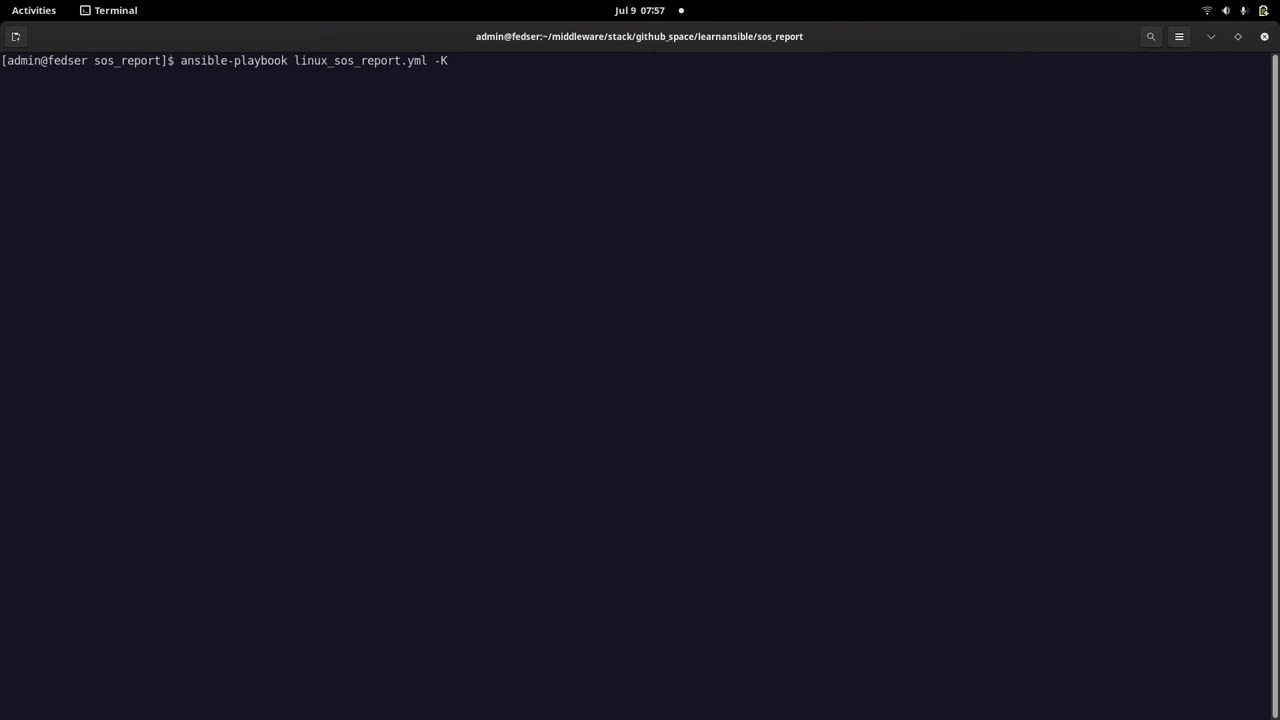 Activities
Terminal
Jul 9 07:57
admin@fedser:~/middleware/stack/github_space/learnansible/sos_report
[admin@fedser sos_report]$ ansible-playbook linux_sos_report.yml -K